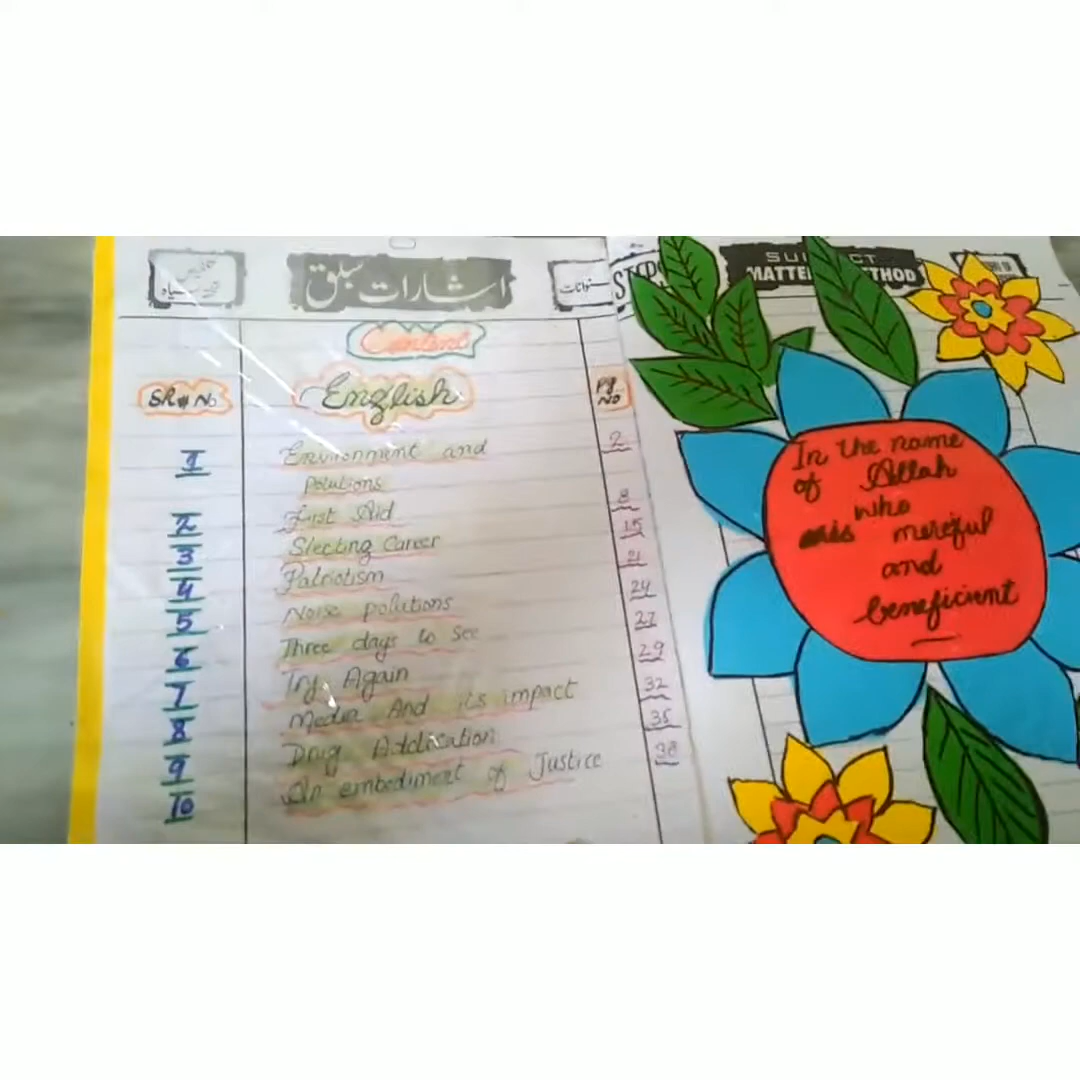 اشارات سبق
Content
SR# No English Pg No
1 Environment and 2
Polutions
2 First Aid 8
3 Slecting Career 15
4 Patriotism 21
5 Noise polutions 24
6 Three days to see 27
7 Try Again 29
8 Media And its impact 32
9 Drug Addication 35
10 An embediment of Justice 38
STEPS
SUBJECT
MATTER METHOD
In the name
of Allah
who
is merciful
and
beneficient